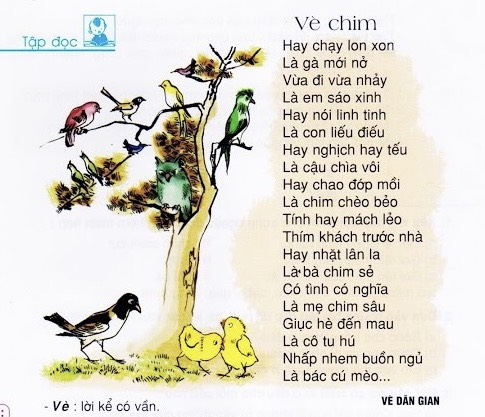 Tập đọc
Vè chim
Hay chạy lon xon
Là gà mới nở
Vừa đi vừa nhảy
Là em sáo xinh
Hay nói linh tinh
Là con liếu điếu
Hay nghịch hay tếu
Là cậu chìa vôi
Hay chao đớp mồi
Là chim chèo bẻo
Tính hay mách lẻo
Thím khách trước nhà
Hay nhặt lân la
Là bà chim sẻ
Có tình có nghĩa
Là mẹ chim sâu
Giục hè đến mau
Là cô tu hú
Nhấp nhem buồn ngủ
Là bác cú mèo...
VÈ DÂN GIAN
- Vè : lời kể có vần.